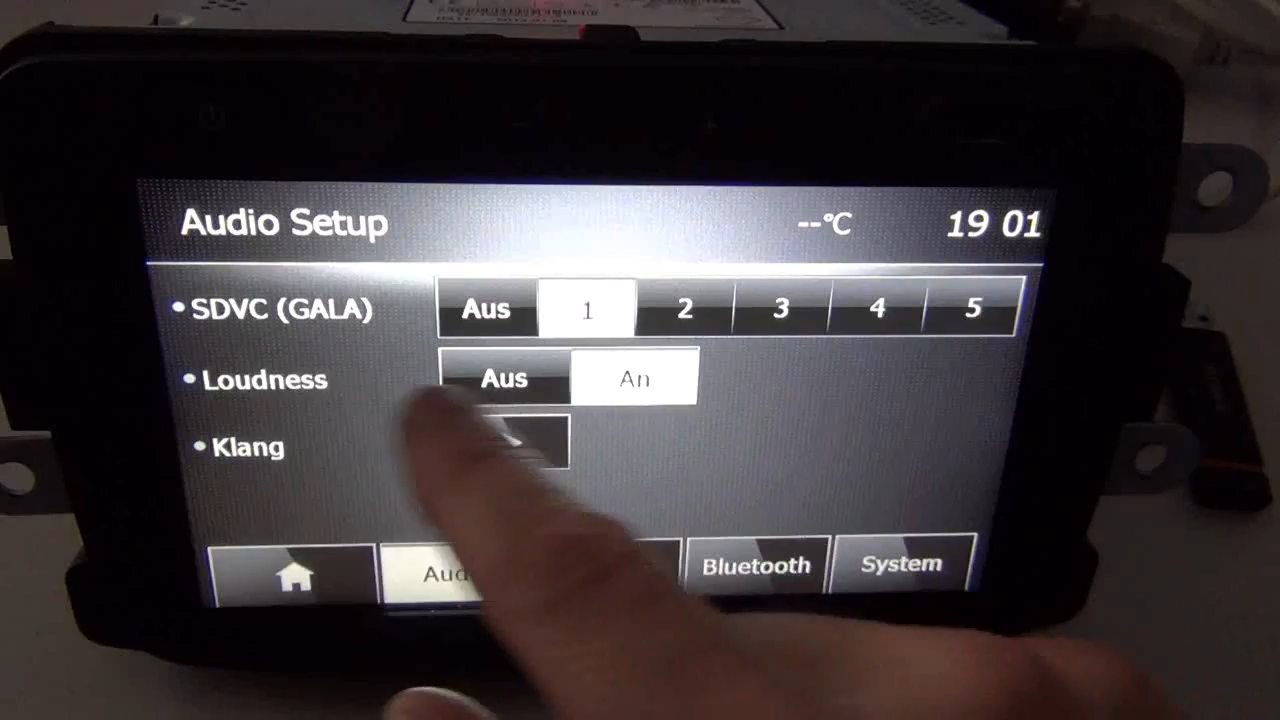 Audio Setup --°C 19 01
•SDVC (GALA) Aus 1 2 3 4 5
•Loudness Aus An
•Klang
Bluetooth System